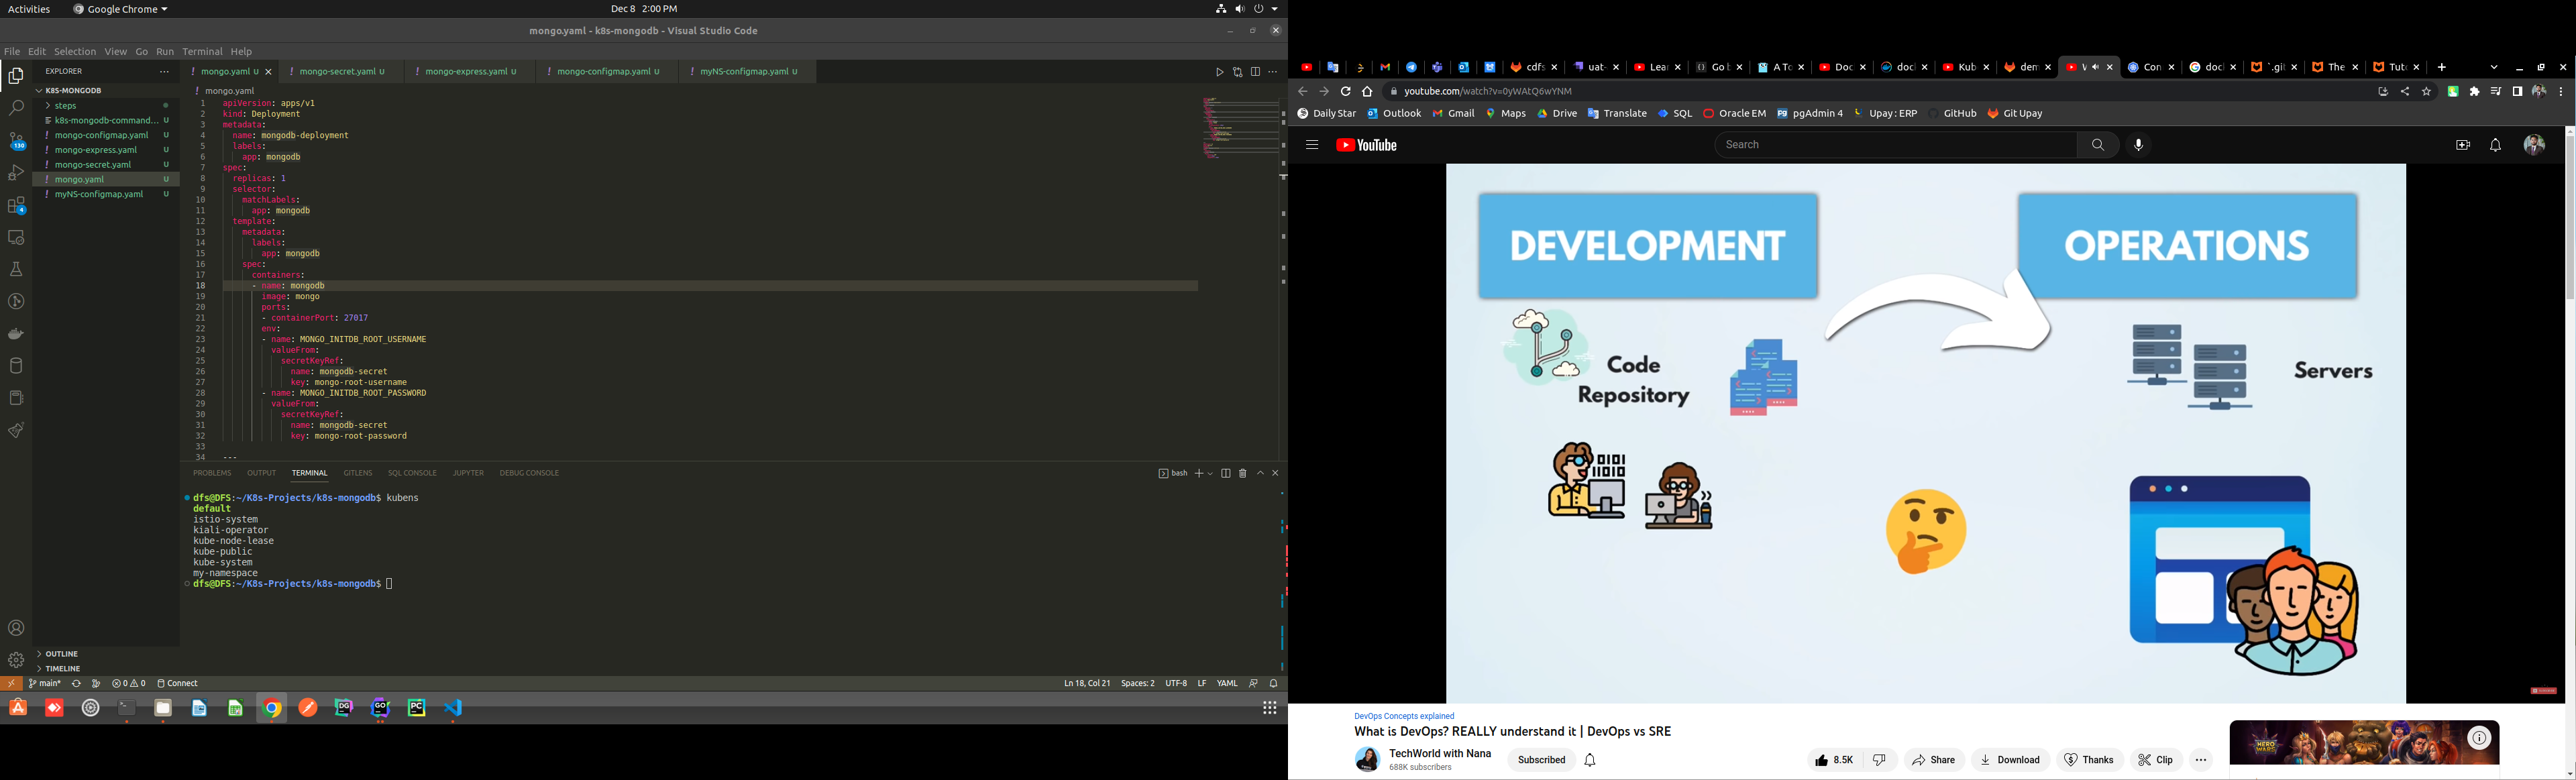 Activities
Google Chrome
Dec 8 2:00 PM
mongo.yaml - k8s-mongodb - Visual Studio Code
File Edit Selection View Go Run Terminal Help
EXPLORER
K8S-MONGODB
steps
k8s-mongodb-command... U
mongo-configmap.yaml U
mongo-express.yaml U
mongo-secret.yaml U
mongo.yaml U
myNS-configmap.yaml U
OUTLINE
TIMELINE
130
4
mongo.yaml U mongo-secret.yaml U mongo-express.yaml U mongo-configmap.yaml U myNS-configmap.yaml U
mongo.yaml
1 apiVersion: apps/v1
2 kind: Deployment
3 metadata:
4 name: mongodb-deployment
5 labels:
6 app: mongodb
7 spec:
8 replicas: 1
9 selector:
10 matchLabels:
11 app: mongodb
12 template:
13 metadata:
14 labels:
15 app: mongodb
16 spec:
17 containers:
18 - name: mongodb
19 image: mongo
20 ports:
21 - containerPort: 27017
22 env:
23 - name: MONGO_INITDB_ROOT_USERNAME
24 valueFrom:
25 secretKeyRef:
26 name: mongodb-secret
27 key: mongo-root-username
28 - name: MONGO_INITDB_ROOT_PASSWORD
29 valueFrom:
30 secretKeyRef:
31 name: mongodb-secret
32 key: mongo-root-password
33
34 ---
PROBLEMS OUTPUT TERMINAL GITLENS SQL CONSOLE JUPYTER DEBUG CONSOLE
bash
dfs@DFS:~/K8s-Projects/k8s-mongodb$ kubens
default
istio-system
kiali-operator
kube-node-lease
kube-public
kube-system
my-namespace
dfs@DFS:~/K8s-Projects/k8s-mongodb$
main* 0 0 Connect
Ln 18, Col 21 Spaces: 2 UTF-8 LF YAML
cdfs uat- Lear Go b A To Doc doci Kub dem Con doc `.git The Tuto
youtube.com/watch?v=0yWAtQ6wYNM
Daily Star Outlook Gmail Maps Drive Translate SQL Oracle EM pgAdmin 4 Upay : ERP GitHub Git Upay
YouTube
Search
DEVELOPMENT
OPERATIONS
Code
Repository
Servers
DevOps Concepts explained
What is DevOps? REALLY understand it | DevOps vs SRE
TechWorld with Nana
688K subscribers
Subscribed
8.5K
Share
Download
Thanks
Clip
HERO WARS